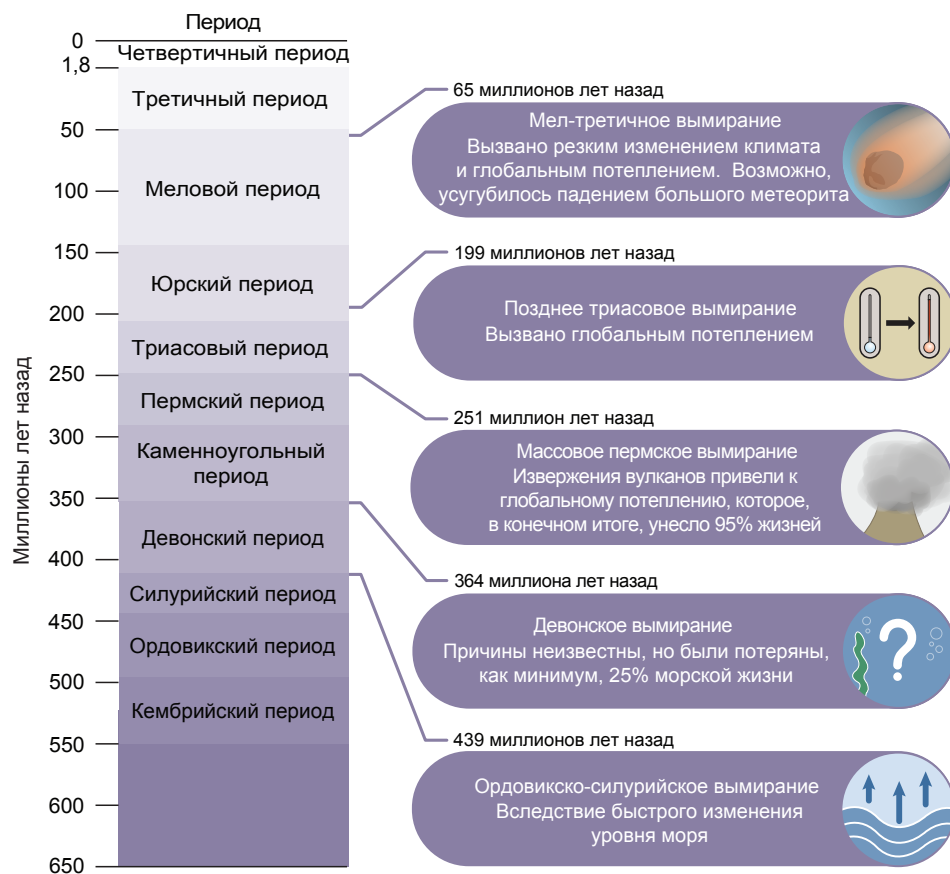 Период
0
Четвертичный период
1,8
Третичный период
50
Меловой период
100
150
Юрский период
200
Триасовый период
250
Пермский период
300
Каменноугольный
период
350
Девонский период
400
Силурийский период
450
Ордовикский период
500
Кембрийский период
550
600
650
Миллионы лет назад
65 миллионов лет назад
Мел-третичное вымирание
Вызвано резким изменением климата
и глобальным потеплением. Возможно,
усугубилось падением большого метеорита
199 миллионов лет назад
Позднее триасовое вымирание
Вызвано глобальным потеплением
251 миллион лет назад
Массовое пермское вымирание
Извержения вулканов привели к
глобальному потеплению, которое,
в конечном итоге, унесло 95% жизней
364 миллиона лет назад
Девонское вымирание
Причины неизвестны, но были потеряны,
как минимум, 25% морской жизни
?
439 миллионов лет назад
Ордовикско-силурийское вымирание
Вследствие быстрого изменения
уровня моря